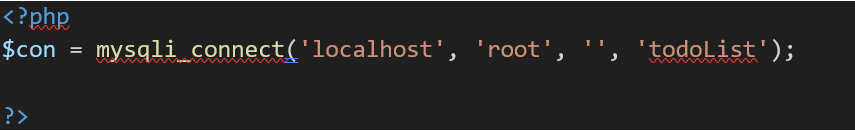 <?php
$con = mysqli_connect('localhost', 'root', '', 'todoList');
?>